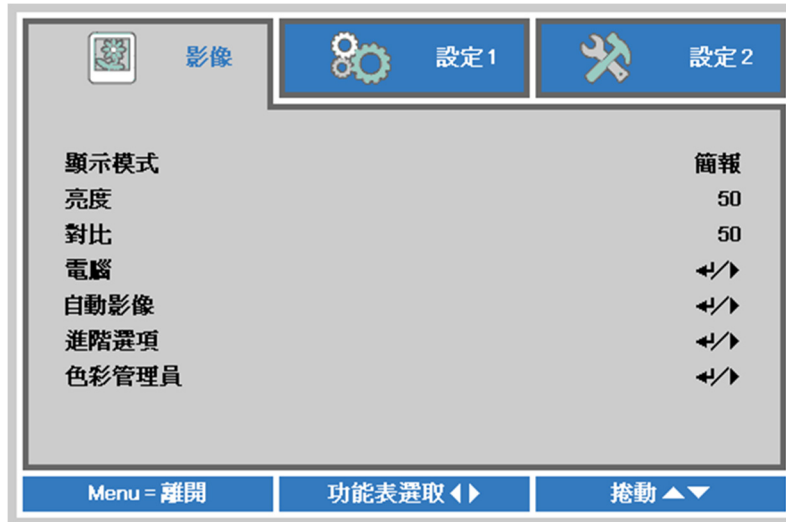 影像 設定1 設定2
顯示模式 簡報
亮度 50
對比 50
電腦 ↵/▶
自動影像 ↵/▶
進階選項 ↵/▶
色彩管理員 ↵/▶
Menu = 離開 功能表選取 ◀▶ 捲動 ▲▼